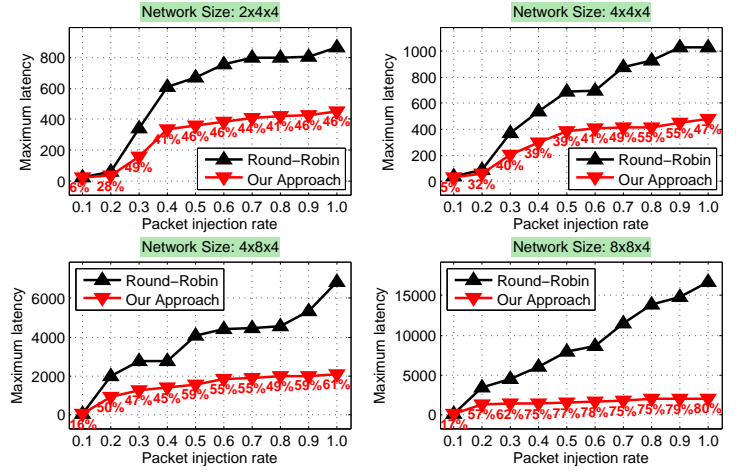 Network Size: 2x4x4
Maximum latency
800
600
400
200
0
6%
28%
49%
41%
46%
46%
44%
41%
46%
46%
Round-Robin
Our Approach
0.1 0.2 0.3 0.4 0.5 0.6 0.7 0.8 0.9 1.0
Packet injection rate
Network Size: 4x4x4
Maximum latency
1000
800
600
400
200
0
5%
32%
40%
39%
39%
41%
49%
55%
55%
47%
Round-Robin
Our Approach
0.1 0.2 0.3 0.4 0.5 0.6 0.7 0.8 0.9 1.0
Packet injection rate
Network Size: 4x8x4
Maximum latency
6000
4000
2000
0
Round-Robin
Our Approach
16%
50%
47%
45%
59%
55%
55%
49%
59%
61%
0.1 0.2 0.3 0.4 0.5 0.6 0.7 0.8 0.9 1.0
Packet injection rate
Network Size: 8x8x4
Maximum latency
15000
10000
5000
0
Round-Robin
Our Approach
17%
57%
62%
75%
77%
78%
75%
75%
79%
80%
0.1 0.2 0.3 0.4 0.5 0.6 0.7 0.8 0.9 1.0
Packet injection rate